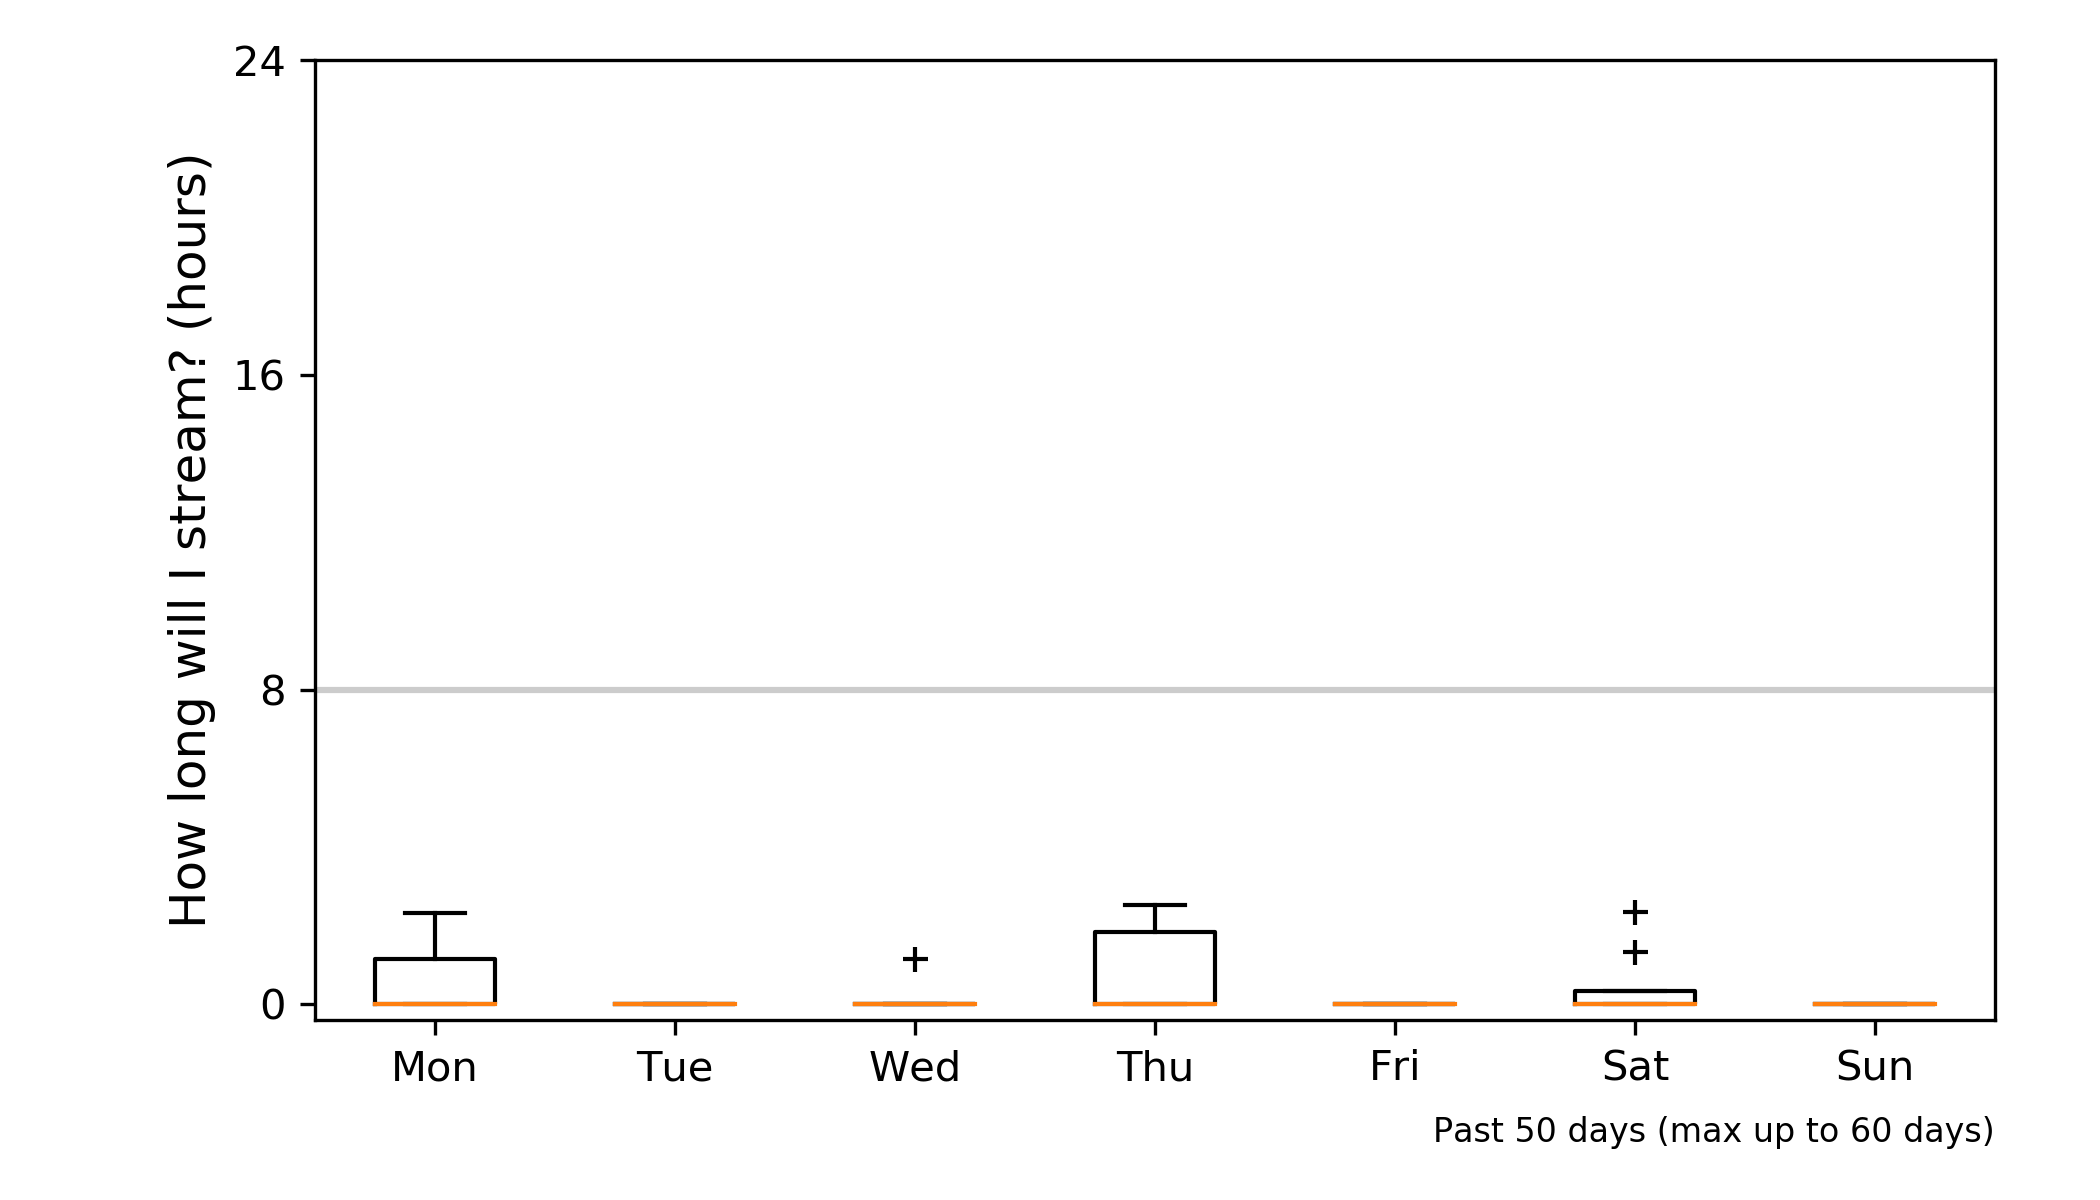 How long will I stream? (hours)
24
16
8
0
Mon Tue Wed Thu Fri Sat Sun
Past 50 days (max up to 60 days)